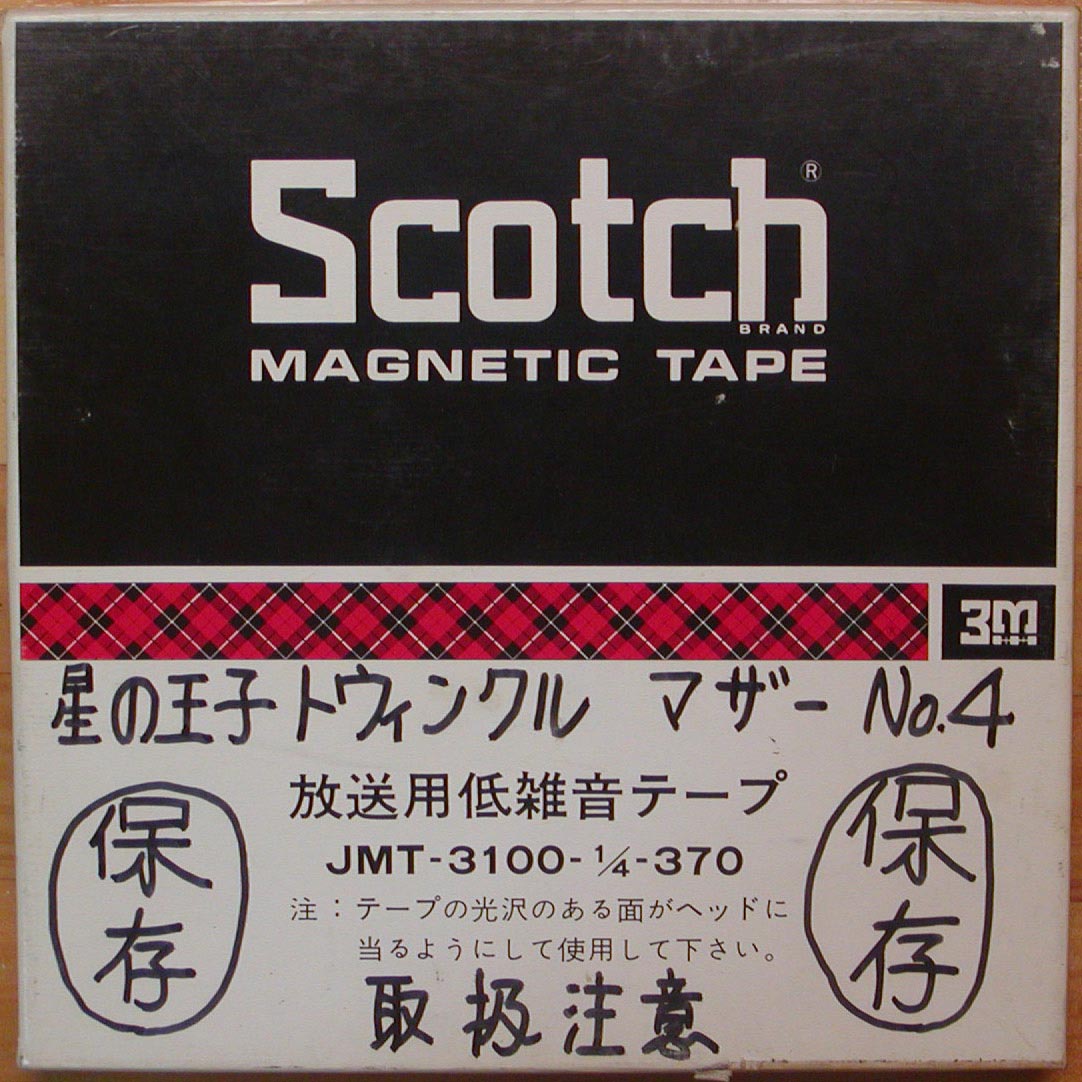 Scotch®
BRAND
MAGNETIC TAPE
3M
星の王子トウィンクル マザー No.4
放送用低雑音テープ
JMT-3100-1/4-370
注：テープの光沢のある面がヘッドに
当るようにして使用して下さい。
保存
保存
取扱注意